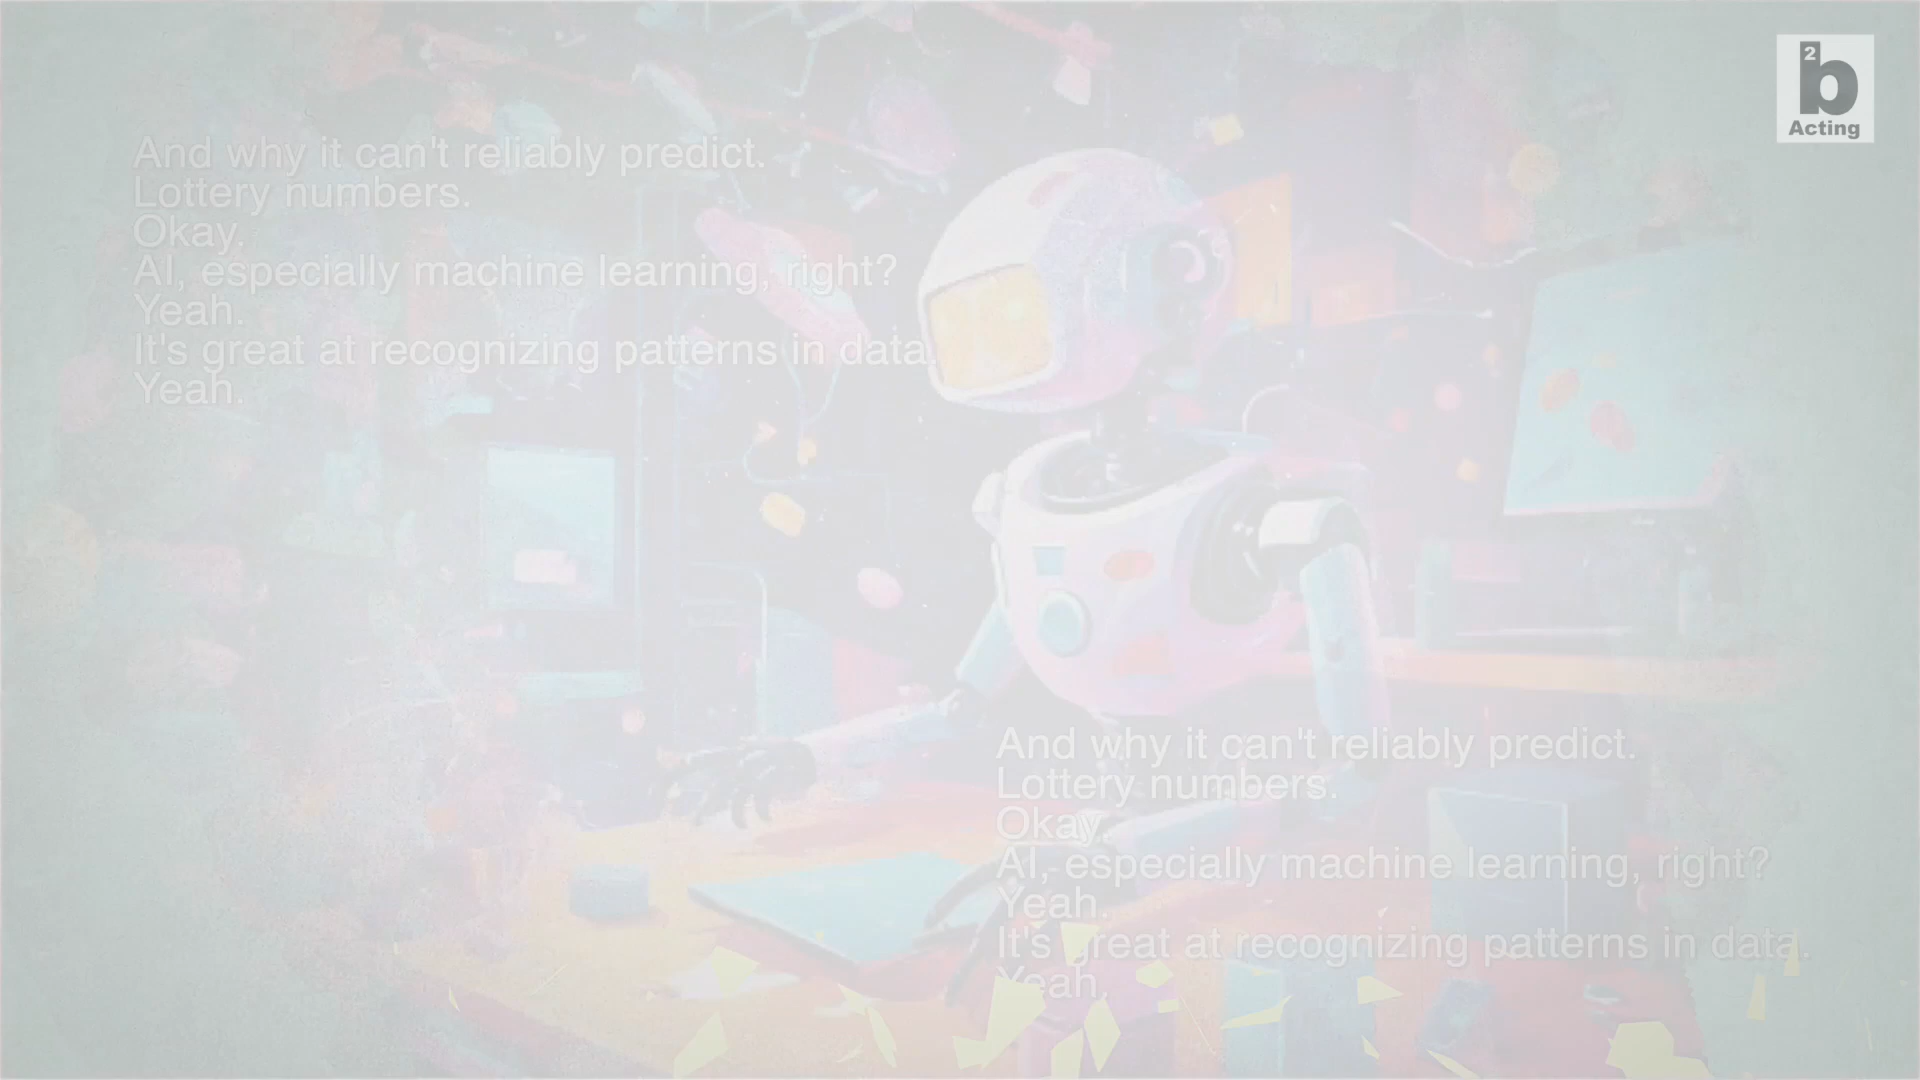 2
b
Acting
And why it can't reliably predict.
Lottery numbers.
Okay.
AI, especially machine learning, right?
Yeah.
It's great at recognizing patterns in data.
Yeah.
And why it can't reliably predict.
Lottery numbers.
Okay.
AI, especially machine learning, right?
Yeah.
It's great at recognizing patterns in data.
Yeah.